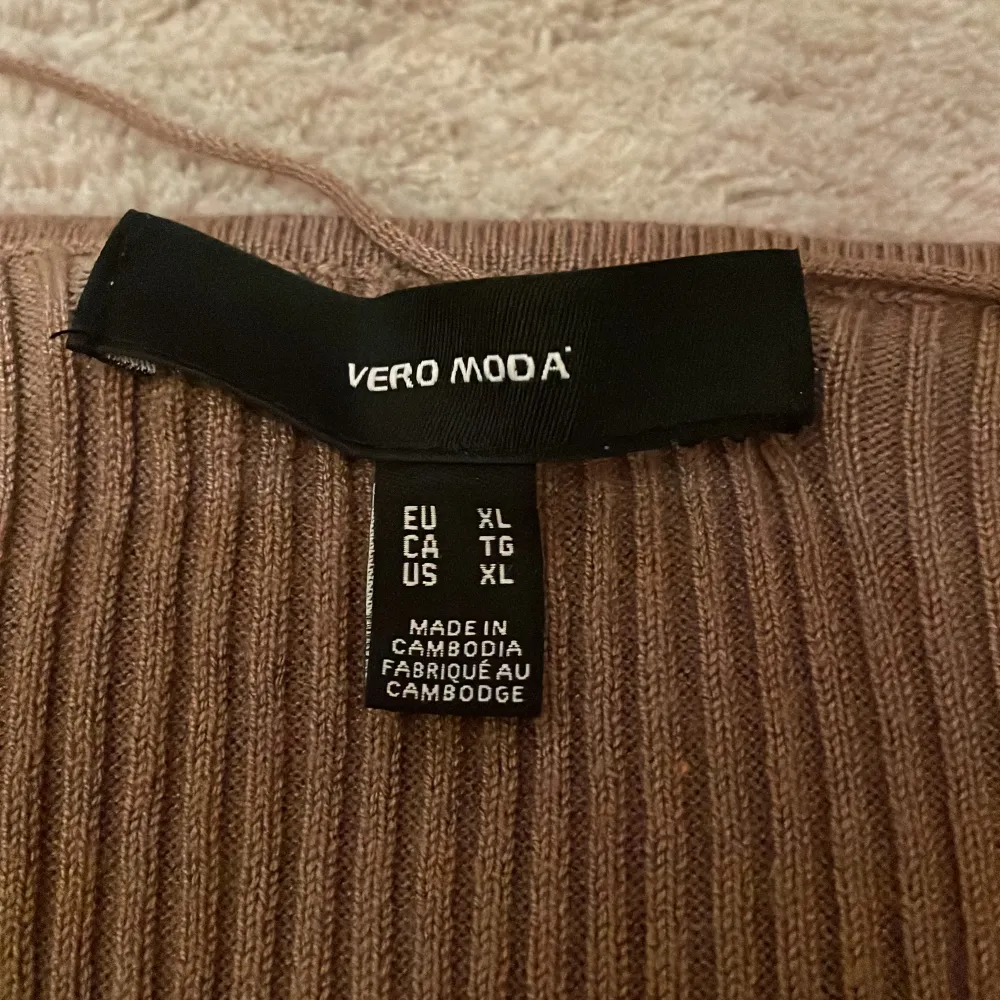 VERO MODA
EU XL
CA TG
US XL
MADE IN
CAMBODIA
FABRIQUÉ AU
CAMBODGE